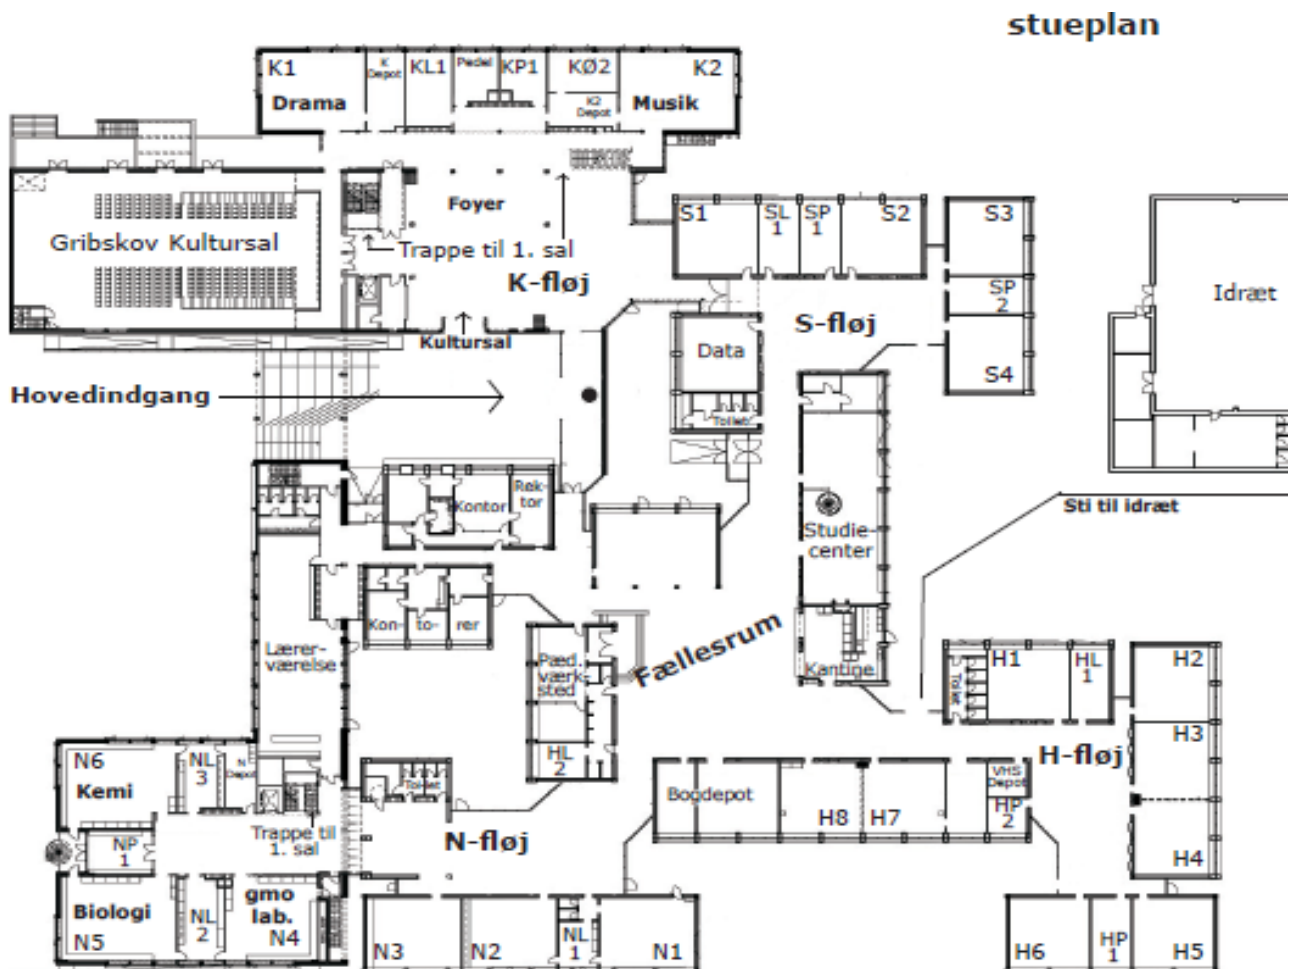 stueplan
K1
K
Depot
KL1
Pedel
KP1
KØ2
K2
Drama
K2
Depot
Musik
Foyer
S1
SL
1
SP
1
S2
S3
Gribskov Kultursal
Trappe til 1. sal
K-fløj
SP
2
Idræt
S-fløj
Kultursal
Data
S4
Hovedindgang
Toilet
Rek-
tor
Kontor
Sti til idræt
Studie-
center
Kon-
to-
rer
Fællesrum
Lærer-
værelse
Pæd.
værk-
sted
Kantine
Toilet
H1
HL
1
H2
HL
2
H3
H-fløj
N6
Kemi
NL
3
N
Depot
Toilet
Bogdepot
H8
H7
VHS
Depot
HP
2
Trappe til
1. sal
N-fløj
NP
1
H4
Biologi
N5
NL
2
gmo
lab.
N4
N3
N2
NL
1
N1
H6
HP
1
H5